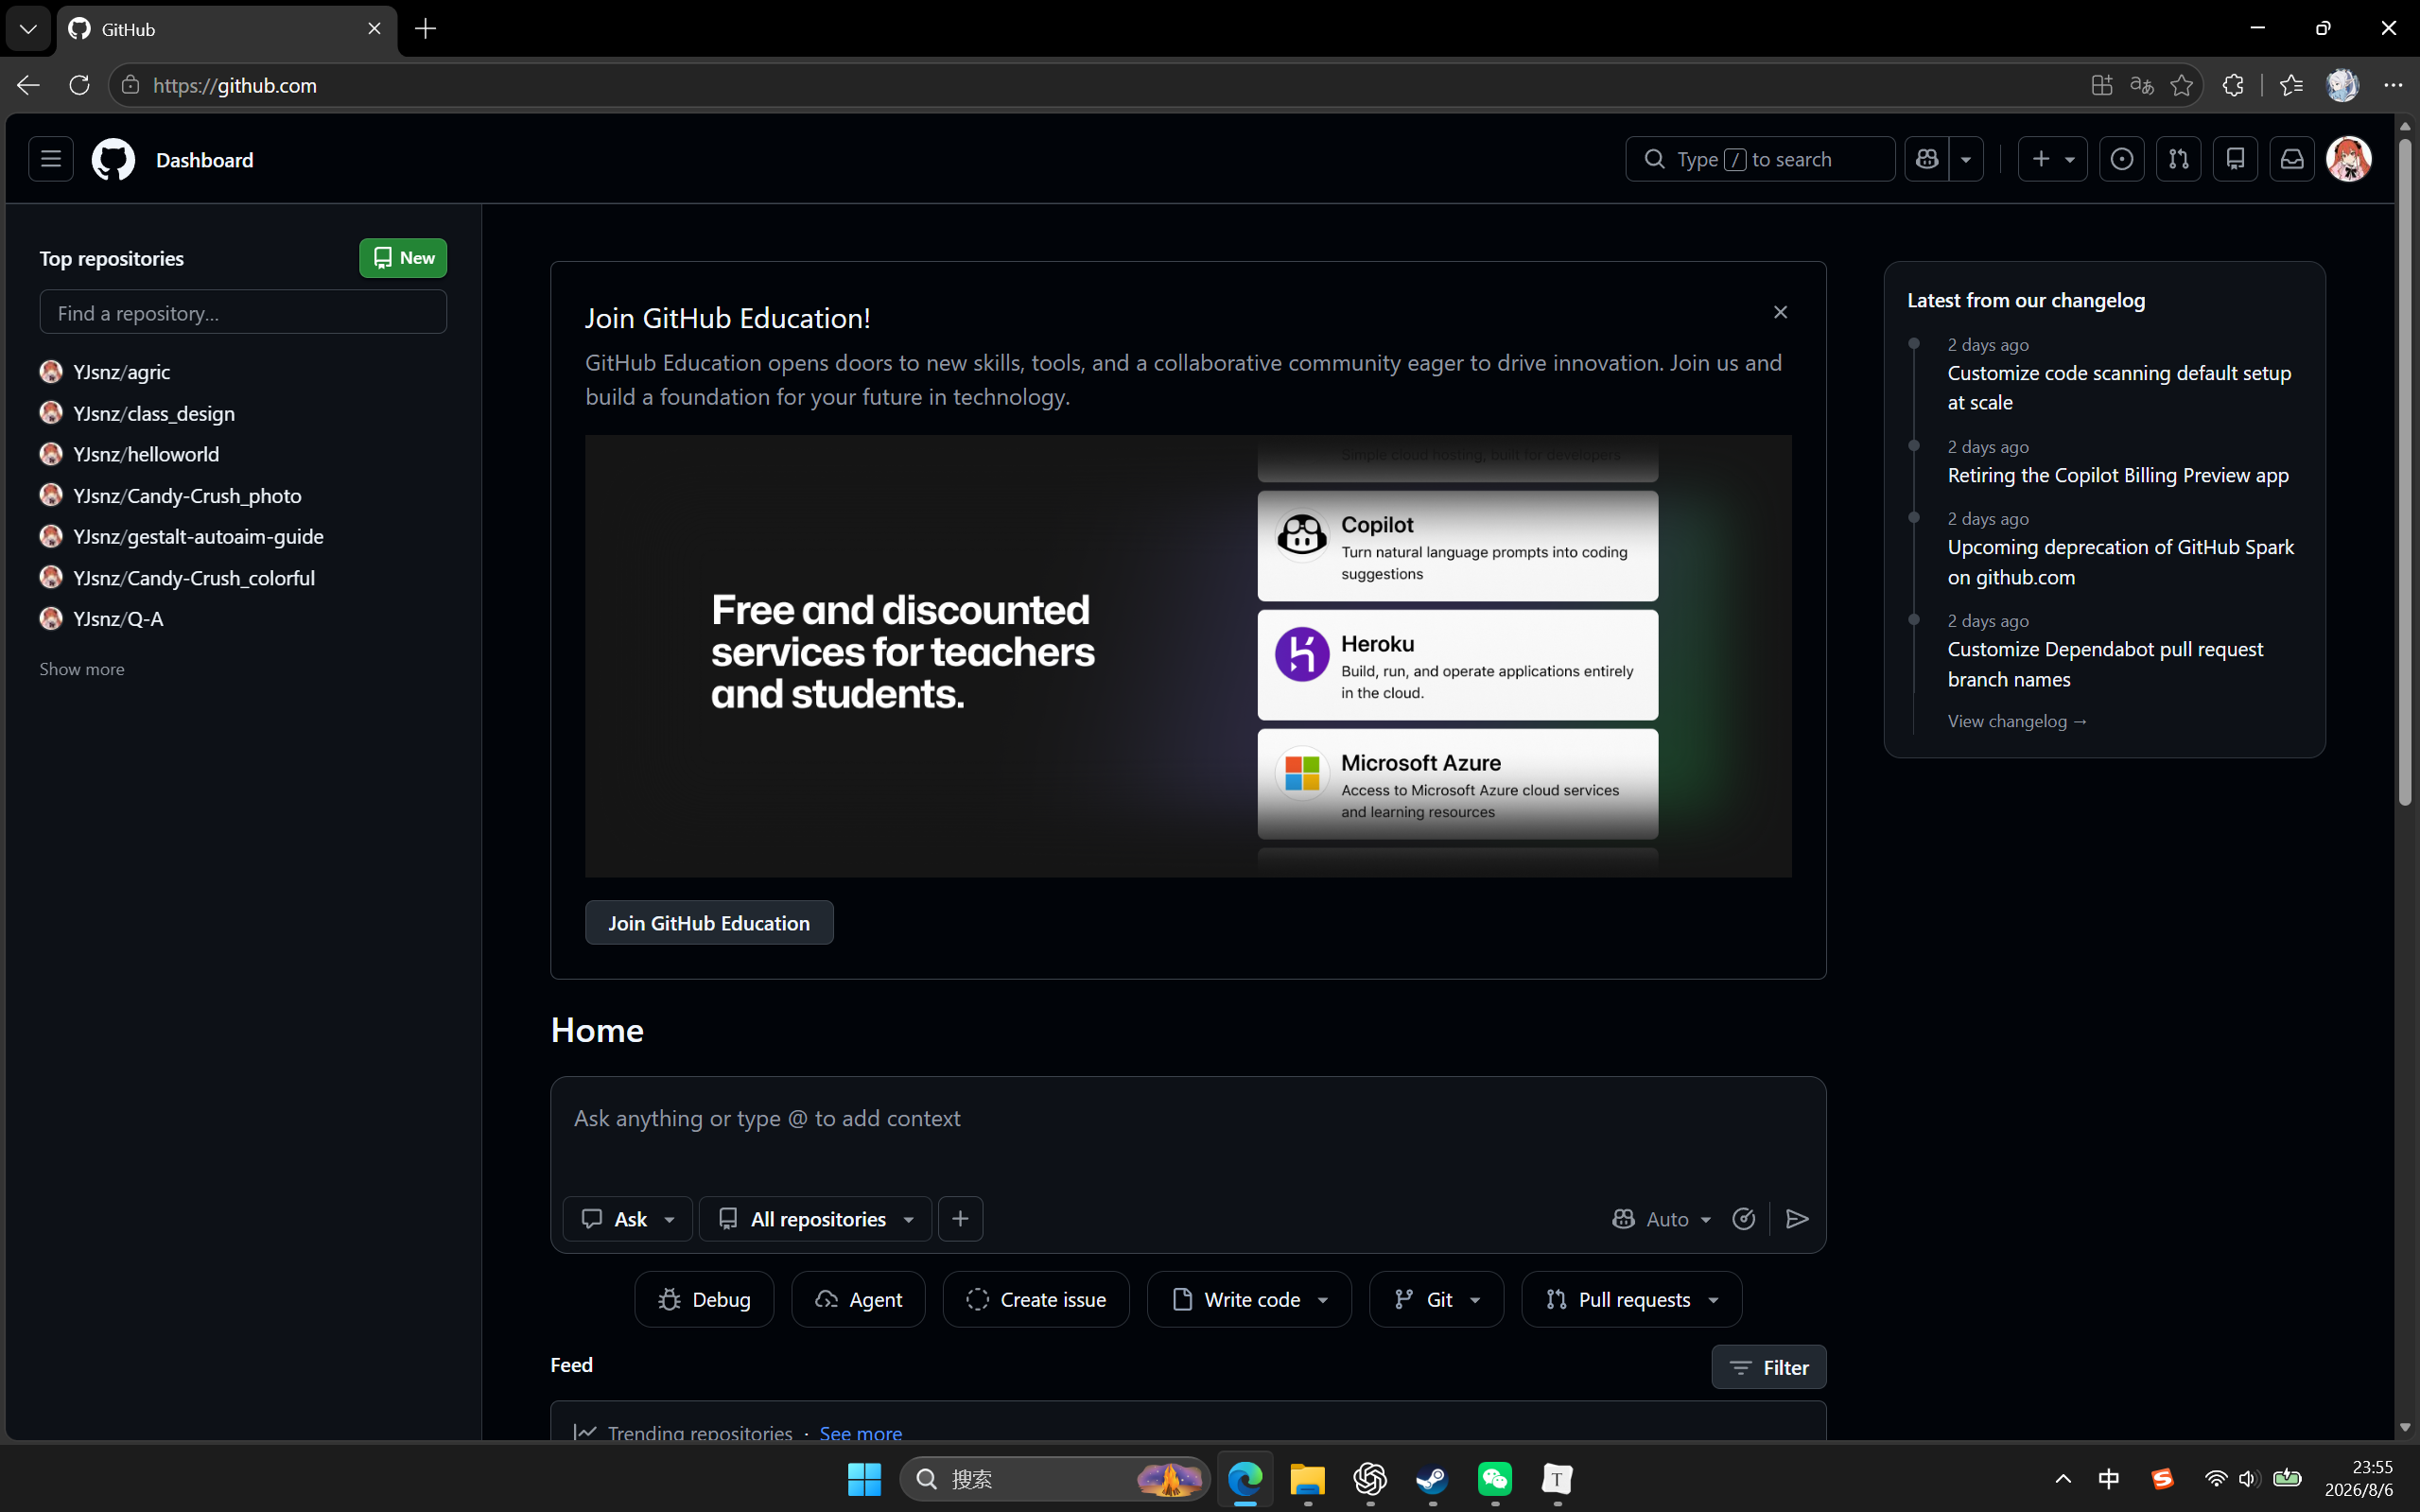 GitHub
https://github.com
Dashboard
Type / to search
Top repositories
New
Find a repository...
YJsnz/agric
YJsnz/class_design
YJsnz/helloworld
YJsnz/Candy-Crush_photo
YJsnz/gestalt-autoaim-guide
YJsnz/Candy-Crush_colorful
YJsnz/Q-A
Show more
Join GitHub Education!
GitHub Education opens doors to new skills, tools, and a collaborative community eager to drive innovation. Join us and
build a foundation for your future in technology.
Free and discounted
services for teachers
and students.
Simple cloud hosting, built for developers
Copilot
Turn natural language prompts into coding
suggestions
Heroku
Build, run, and operate applications entirely
in the cloud.
Microsoft Azure
Access to Microsoft Azure cloud services
and learning resources
Join GitHub Education
Latest from our changelog
2 days ago
Customize code scanning default setup
at scale
2 days ago
Retiring the Copilot Billing Preview app
2 days ago
Upcoming deprecation of GitHub Spark
on github.com
2 days ago
Customize Dependabot pull request
branch names
View changelog →
Home
Ask anything or type @ to add context
Ask
All repositories
Auto
Debug
Agent
Create issue
Write code
Git
Pull requests
Feed
Filter
Trending repositories · See more
搜索
中
23:55
2026/8/6